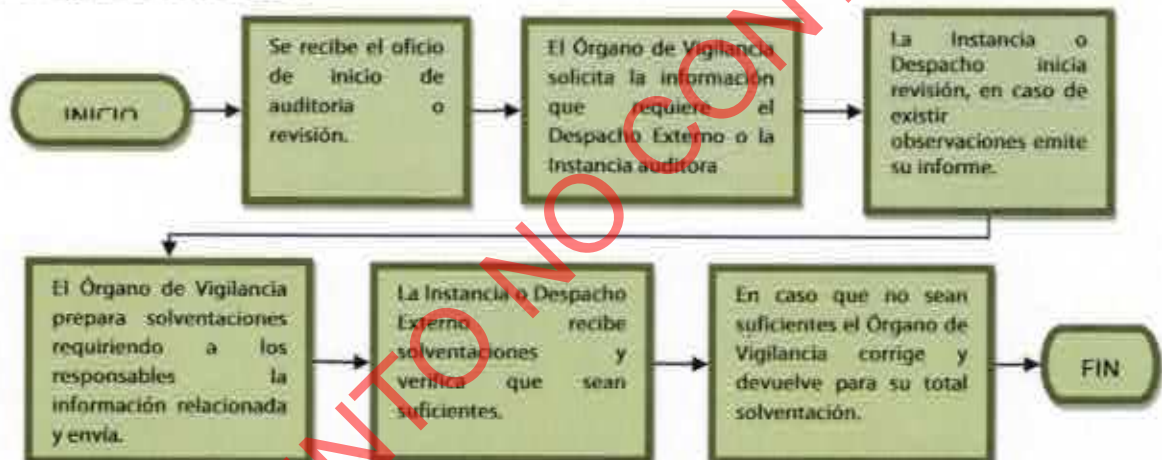 INICIO
Se recibe el oficio
de inicio de
auditoria o
revisión.
El Órgano de Vigilancia
solicita la información
que requiere el
Despacho Externo o la
Instancia auditora
La Instancia o
Despacho inicia
revisión, en caso de
existir
observaciones emite
su informe.
El Órgano de Vigilancia
prepara solventaciones
requiriendo a los
responsables la
información relacionada
y envía.
La Instancia o Despacho
Externo recibe
solventaciones y
verifica que sean
suficientes.
En caso que no sean
suficientes el Órgano de
Vigilancia corrige y
devuelve para su total
solventación.
FIN
NTO NO CON